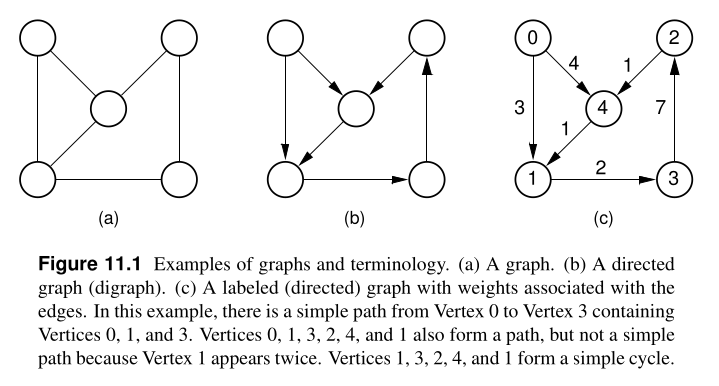 0
2
4
1
3
4
7
1
1
2
3
(a)
(b)
(c)
Figure 11.1 Examples of graphs and terminology. (a) A graph. (b) A directed
graph (digraph). (c) A labeled (directed) graph with weights associated with the
edges. In this example, there is a simple path from Vertex 0 to Vertex 3 containing
Vertices 0, 1, and 3. Vertices 0, 1, 3, 2, 4, and 1 also form a path, but not a simple
path because Vertex 1 appears twice. Vertices 1, 3, 2, 4, and 1 form a simple cycle.